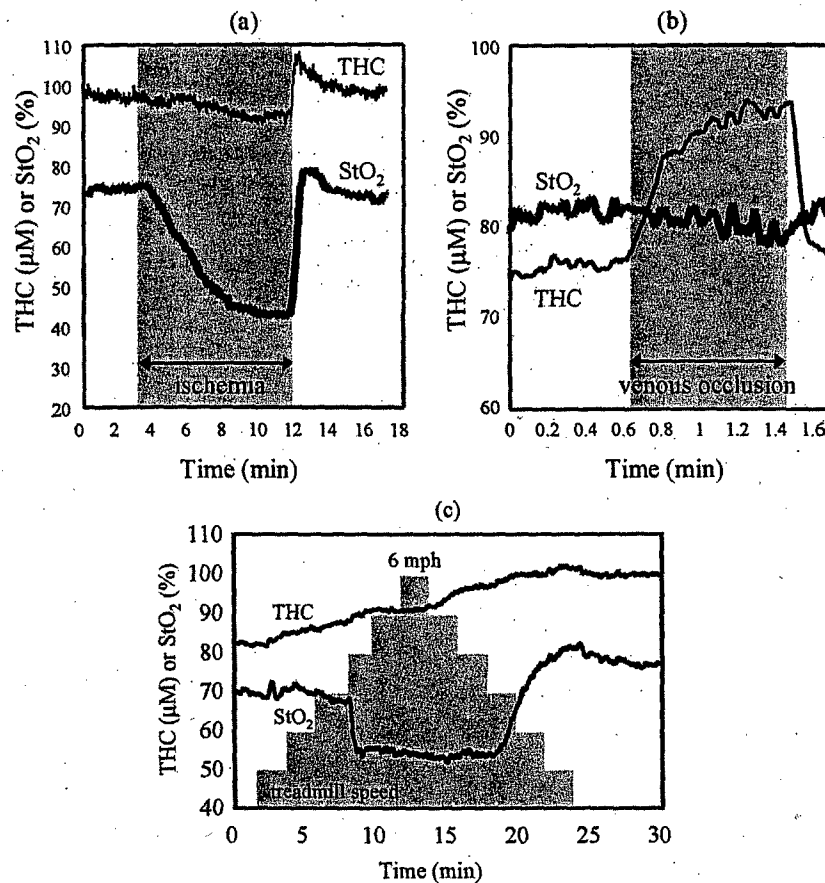 (a)
110
100
90
80
70
60
50
40
30
20
THC (µM) or StO₂ (%)
THC
StO₂
ischemia
0 2 4 6 8 10 12 14 16 18
Time (min)
(b)
100
90
80
70
60
THC (µM) or StO₂ (%)
StO₂
THC
venous occlusion
0 0.2 0.4 0.6 0.8 1 1.2 1.4 1.6
Time (min)
(c)
110
100
90
80
70
60
50
40
THC (µM) or StO₂ (%)
6 mph
THC
StO₂
treadmill speed
0 5 10 15 20 25 30
Time (min)